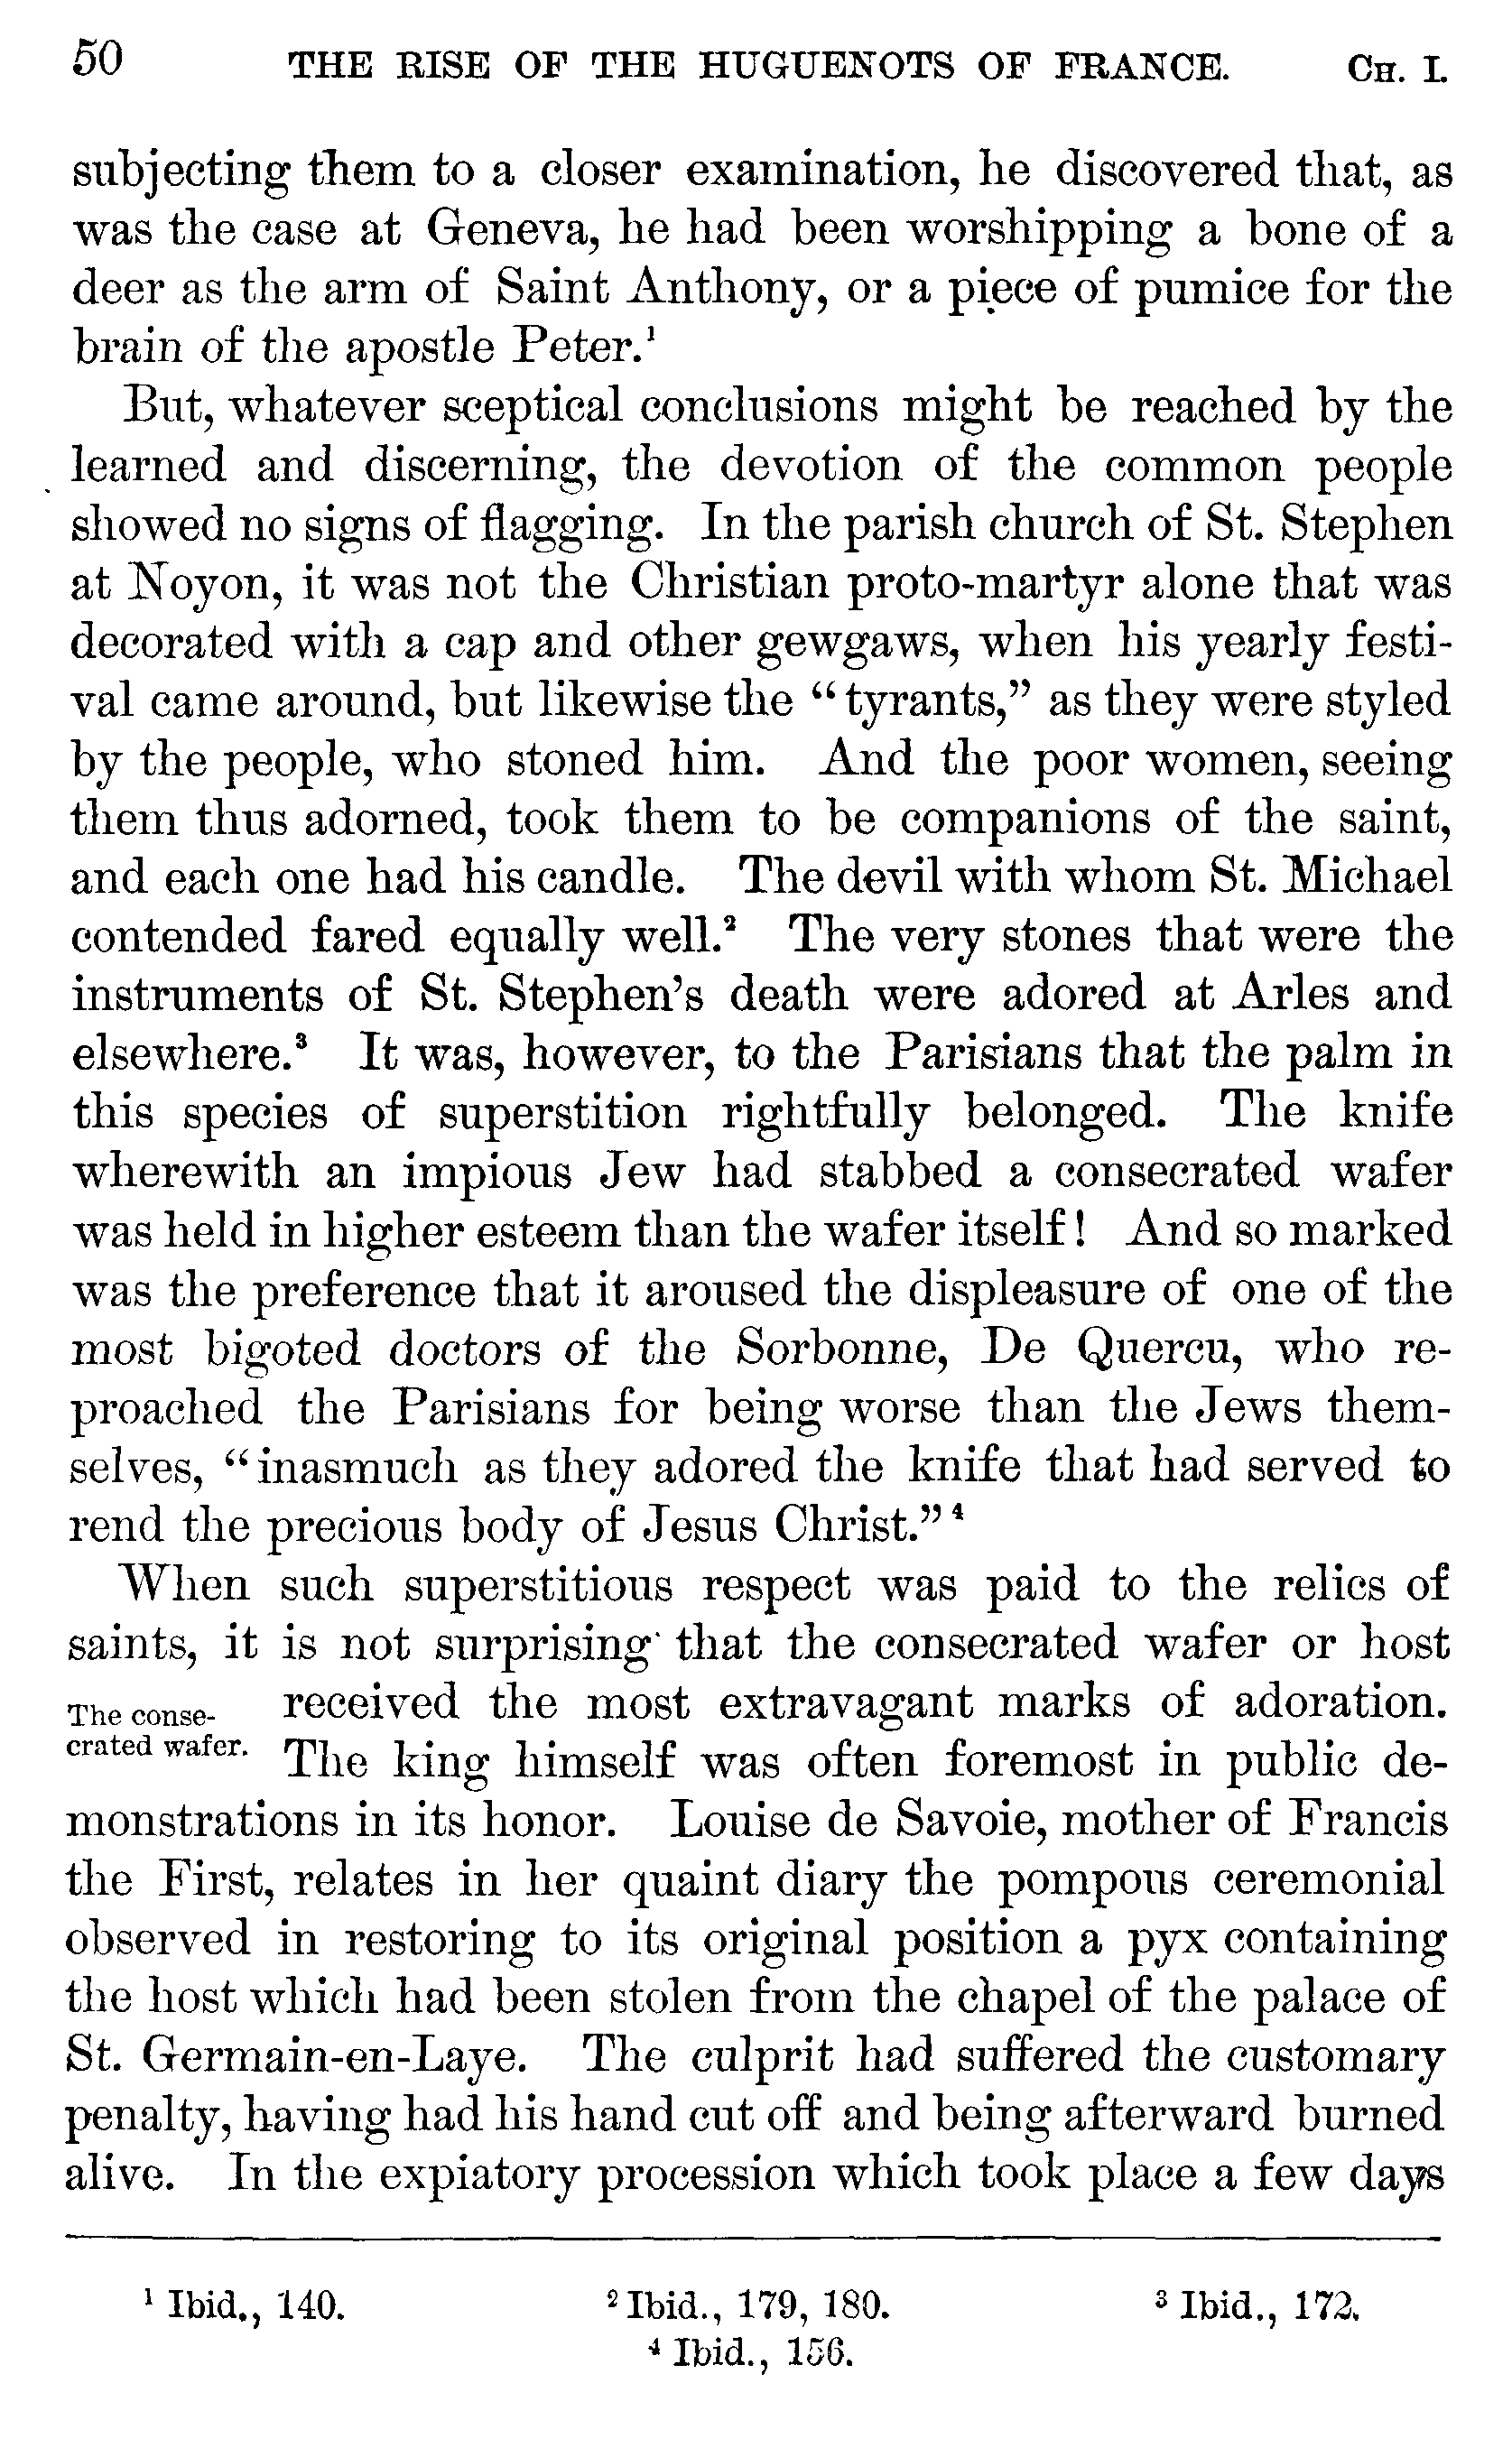 50 THE RISE OF THE HUGUENOTS OF FRANCE. CH. I.
subjecting them to a closer examination, he discovered that, as
was the case at Geneva, he had been worshipping a bone of a
deer as the arm of Saint Anthony, or a piece of pumice for the
brain of the apostle Peter.¹
But, whatever sceptical conclusions might be reached by the
learned and discerning, the devotion of the common people
showed no signs of flagging. In the parish church of St. Stephen
at Noyon, it was not the Christian proto-martyr alone that was
decorated with a cap and other gewgaws, when his yearly festi-
val came around, but likewise the “tyrants,” as they were styled
by the people, who stoned him. And the poor women, seeing
them thus adorned, took them to be companions of the saint,
and each one had his candle. The devil with whom St. Michael
contended fared equally well.² The very stones that were the
instruments of St. Stephen’s death were adored at Arles and
elsewhere.³ It was, however, to the Parisians that the palm in
this species of superstition rightfully belonged. The knife
wherewith an impious Jew had stabbed a consecrated wafer
was held in higher esteem than the wafer itself! And so marked
was the preference that it aroused the displeasure of one of the
most bigoted doctors of the Sorbonne, De Quercu, who re-
proached the Parisians for being worse than the Jews them-
selves, “inasmuch as they adored the knife that had served to
rend the precious body of Jesus Christ.” ⁴
When such superstitious respect was paid to the relics of
saints, it is not surprising that the consecrated wafer or host
The conse-
crated wafer.
received the most extravagant marks of adoration.
The king himself was often foremost in public de-
monstrations in its honor. Louise de Savoie, mother of Francis
the First, relates in her quaint diary the pompous ceremonial
observed in restoring to its original position a pyx containing
the host which had been stolen from the chapel of the palace of
St. Germain-en-Laye. The culprit had suffered the customary
penalty, having had his hand cut off and being afterward burned
alive. In the expiatory procession which took place a few days
¹ Ibid., 140. ² Ibid., 179, 180. ³ Ibid., 172.
⁴ Ibid., 156.